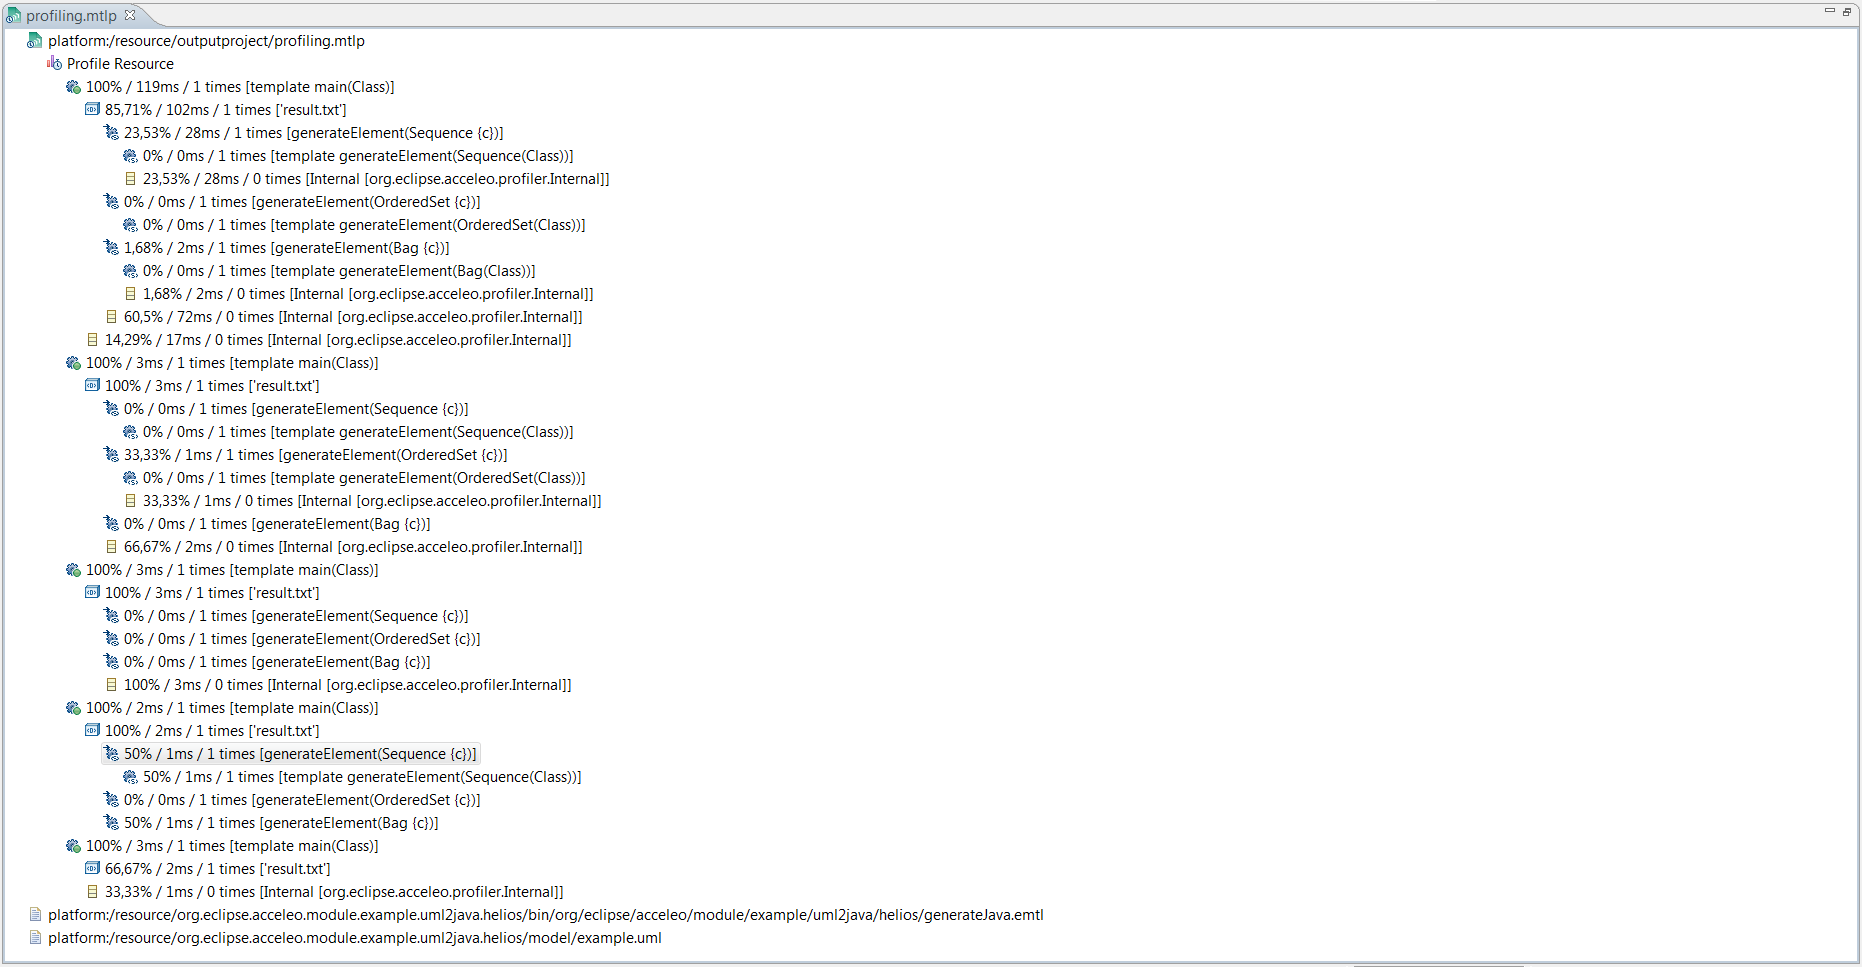 profiling.mtlp
platform:/resource/outputproject/profiling.mtlp
Profile Resource
100% / 119ms / 1 times [template main(Class)]
85,71% / 102ms / 1 times ['result.txt']
23,53% / 28ms / 1 times [generateElement(Sequence {c})]
0% / 0ms / 1 times [template generateElement(Sequence(Class))]
23,53% / 28ms / 0 times [Internal [org.eclipse.acceleo.profiler.Internal]]
0% / 0ms / 1 times [generateElement(OrderedSet {c})]
0% / 0ms / 1 times [template generateElement(OrderedSet(Class))]
1,68% / 2ms / 1 times [generateElement(Bag {c})]
0% / 0ms / 1 times [template generateElement(Bag(Class))]
1,68% / 2ms / 0 times [Internal [org.eclipse.acceleo.profiler.Internal]]
60,5% / 72ms / 0 times [Internal [org.eclipse.acceleo.profiler.Internal]]
14,29% / 17ms / 0 times [Internal [org.eclipse.acceleo.profiler.Internal]]
100% / 3ms / 1 times [template main(Class)]
100% / 3ms / 1 times ['result.txt']
0% / 0ms / 1 times [generateElement(Sequence {c})]
0% / 0ms / 1 times [template generateElement(Sequence(Class))]
33,33% / 1ms / 1 times [generateElement(OrderedSet {c})]
0% / 0ms / 1 times [template generateElement(OrderedSet(Class))]
33,33% / 1ms / 0 times [Internal [org.eclipse.acceleo.profiler.Internal]]
0% / 0ms / 1 times [generateElement(Bag {c})]
66,67% / 2ms / 0 times [Internal [org.eclipse.acceleo.profiler.Internal]]
100% / 3ms / 1 times [template main(Class)]
100% / 3ms / 1 times ['result.txt']
0% / 0ms / 1 times [generateElement(Sequence {c})]
0% / 0ms / 1 times [generateElement(OrderedSet {c})]
0% / 0ms / 1 times [generateElement(Bag {c})]
100% / 3ms / 0 times [Internal [org.eclipse.acceleo.profiler.Internal]]
100% / 2ms / 1 times [template main(Class)]
100% / 2ms / 1 times ['result.txt']
50% / 1ms / 1 times [generateElement(Sequence {c})]
50% / 1ms / 1 times [template generateElement(Sequence(Class))]
0% / 0ms / 1 times [generateElement(OrderedSet {c})]
50% / 1ms / 1 times [generateElement(Bag {c})]
100% / 3ms / 1 times [template main(Class)]
66,67% / 2ms / 1 times ['result.txt']
33,33% / 1ms / 0 times [Internal [org.eclipse.acceleo.profiler.Internal]]
platform:/resource/org.eclipse.acceleo.module.example.uml2java.helios/bin/org/eclipse/acceleo/module/example/uml2java/helios/generateJava.emtl
platform:/resource/org.eclipse.acceleo.module.example.uml2java.helios/model/example.uml